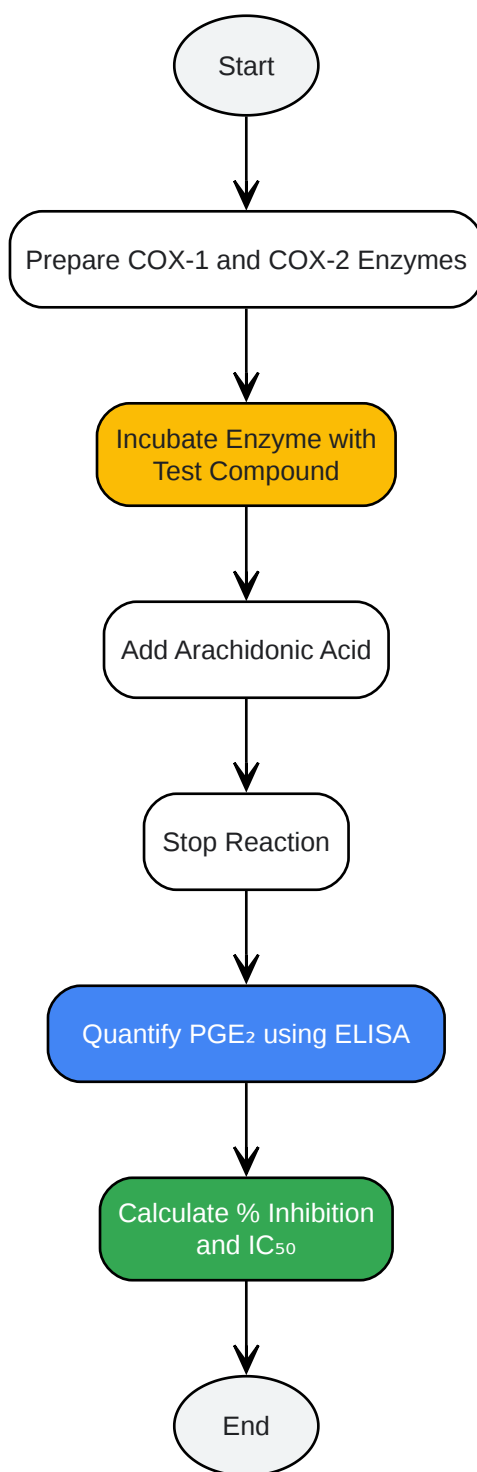 Start
Prepare COX-1 and COX-2 Enzymes
Incubate Enzyme with
Test Compound
Add Arachidonic Acid
Stop Reaction
Quantify PGE₂ using ELISA
Calculate % Inhibition
and IC₅₀
End